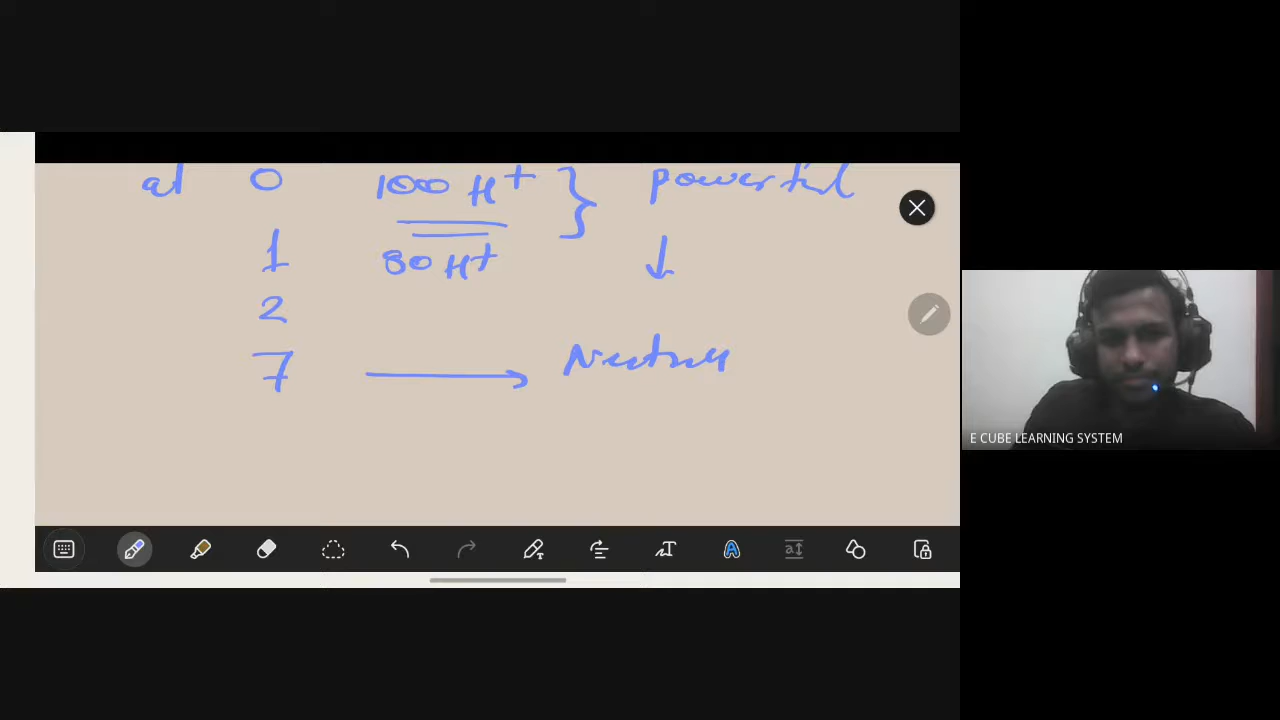 at 0 100 H+ } powerful
1 80 H+ ↓
2
7 → Neutral
E CUBE LEARNING SYSTEM